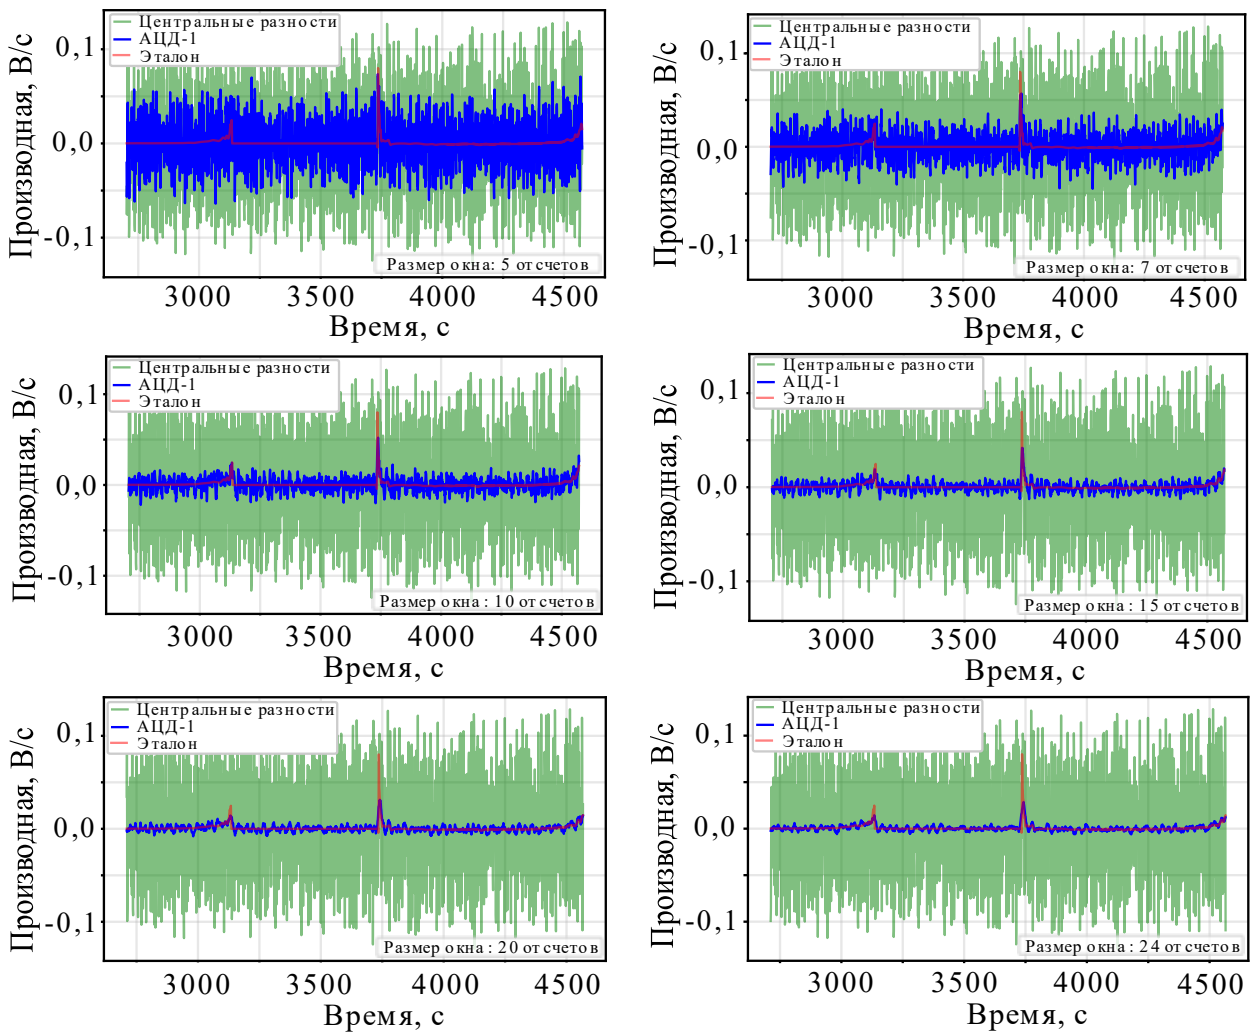 Центральные разности
АЦД-1
Эталон
0,1
0,0
-0,1
Производная, В/с
Размер окна: 5 отсчетов
3000 3500 4000 4500
Время, с
Центральные разности
АЦД-1
Эталон
0,1
0,0
-0,1
Производная, В/с
Размер окна: 7 отсчетов
3000 3500 4000 4500
Время, с
Центральные разности
АЦД-1
Эталон
0,1
0,0
-0,1
Производная, В/с
Размер окна: 10 отсчетов
3000 3500 4000 4500
Время, с
Центральные разности
АЦД-1
Эталон
0,1
0,0
-0,1
Производная, В/с
Размер окна: 15 отсчетов
3000 3500 4000 4500
Время, с
Центральные разности
АЦД-1
Эталон
0,1
0,0
-0,1
Производная, В/с
Размер окна: 20 отсчетов
3000 3500 4000 4500
Время, с
Центральные разности
АЦД-1
Эталон
0,1
0,0
-0,1
Производная, В/с
Размер окна: 24 отсчетов
3000 3500 4000 4500
Время, с